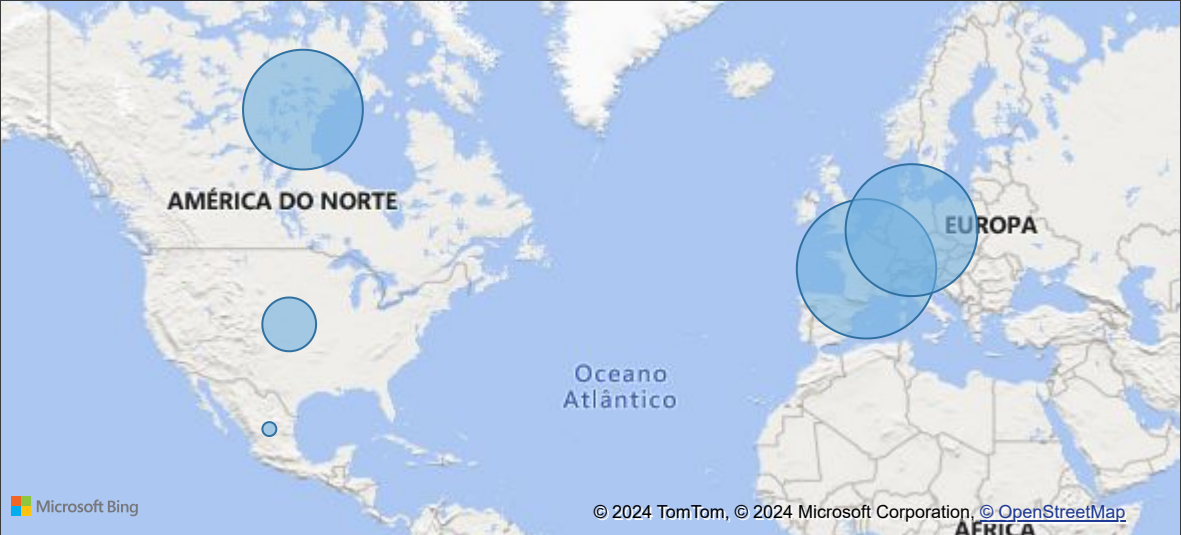 AMÉRICA DO NORTE
EUROPA
Oceano
Atlântico
Microsoft Bing
© 2024 TomTom, © 2024 Microsoft Corporation, © OpenStreetMap
ÁFRICA